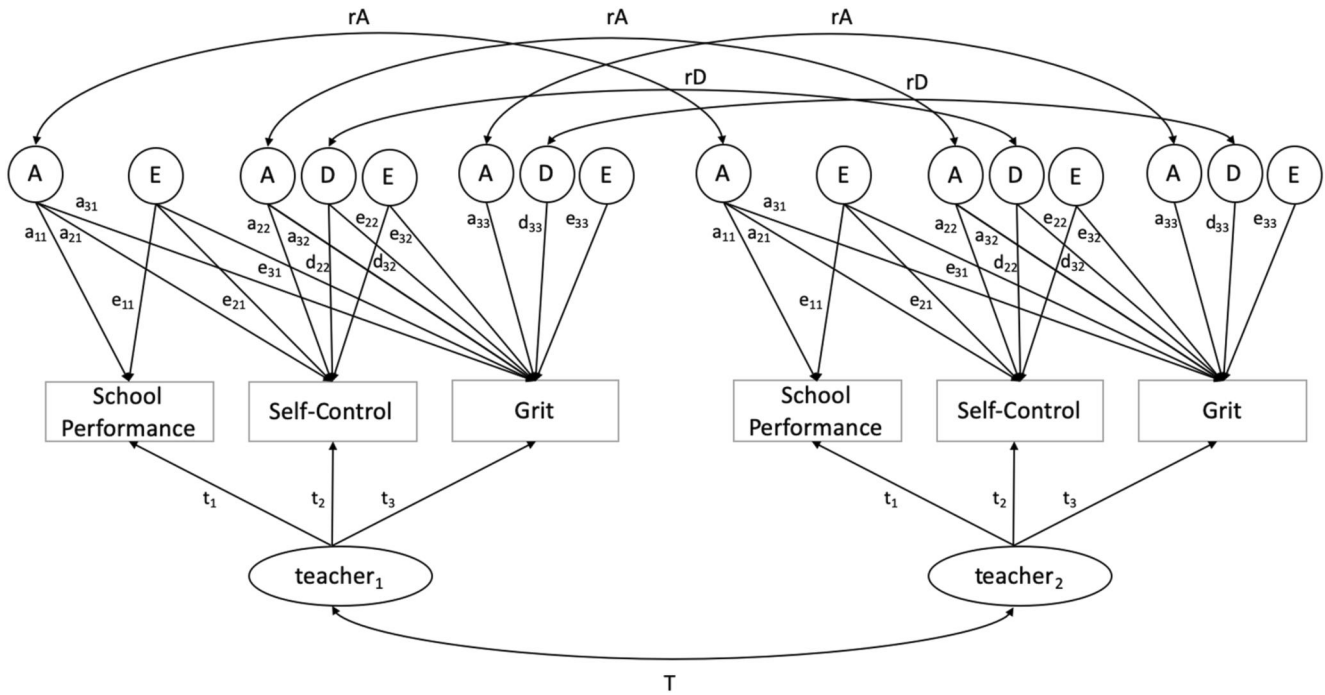 rA rA rA
rD rD
A E A D E A D E A E A D E A D E
a₃₁ a₃₁
a₁₁ a₂₁ a₂₂ a₃₂ e₂₂ e₃₂ a₃₃ d₃₃ e₃₃ a₁₁ a₂₁ a₂₂ a₃₂ e₂₂ e₃₂ a₃₃ d₃₃ e₃₃
e₃₁ d₂₂ d₃₂ e₃₁ d₂₂ d₃₂
e₁₁ e₂₁ e₁₁ e₂₁
School
Performance
Self-Control
Grit
School
Performance
Self-Control
Grit
t₁ t₂ t₃ t₁ t₂ t₃
teacher₁ teacher₂
T